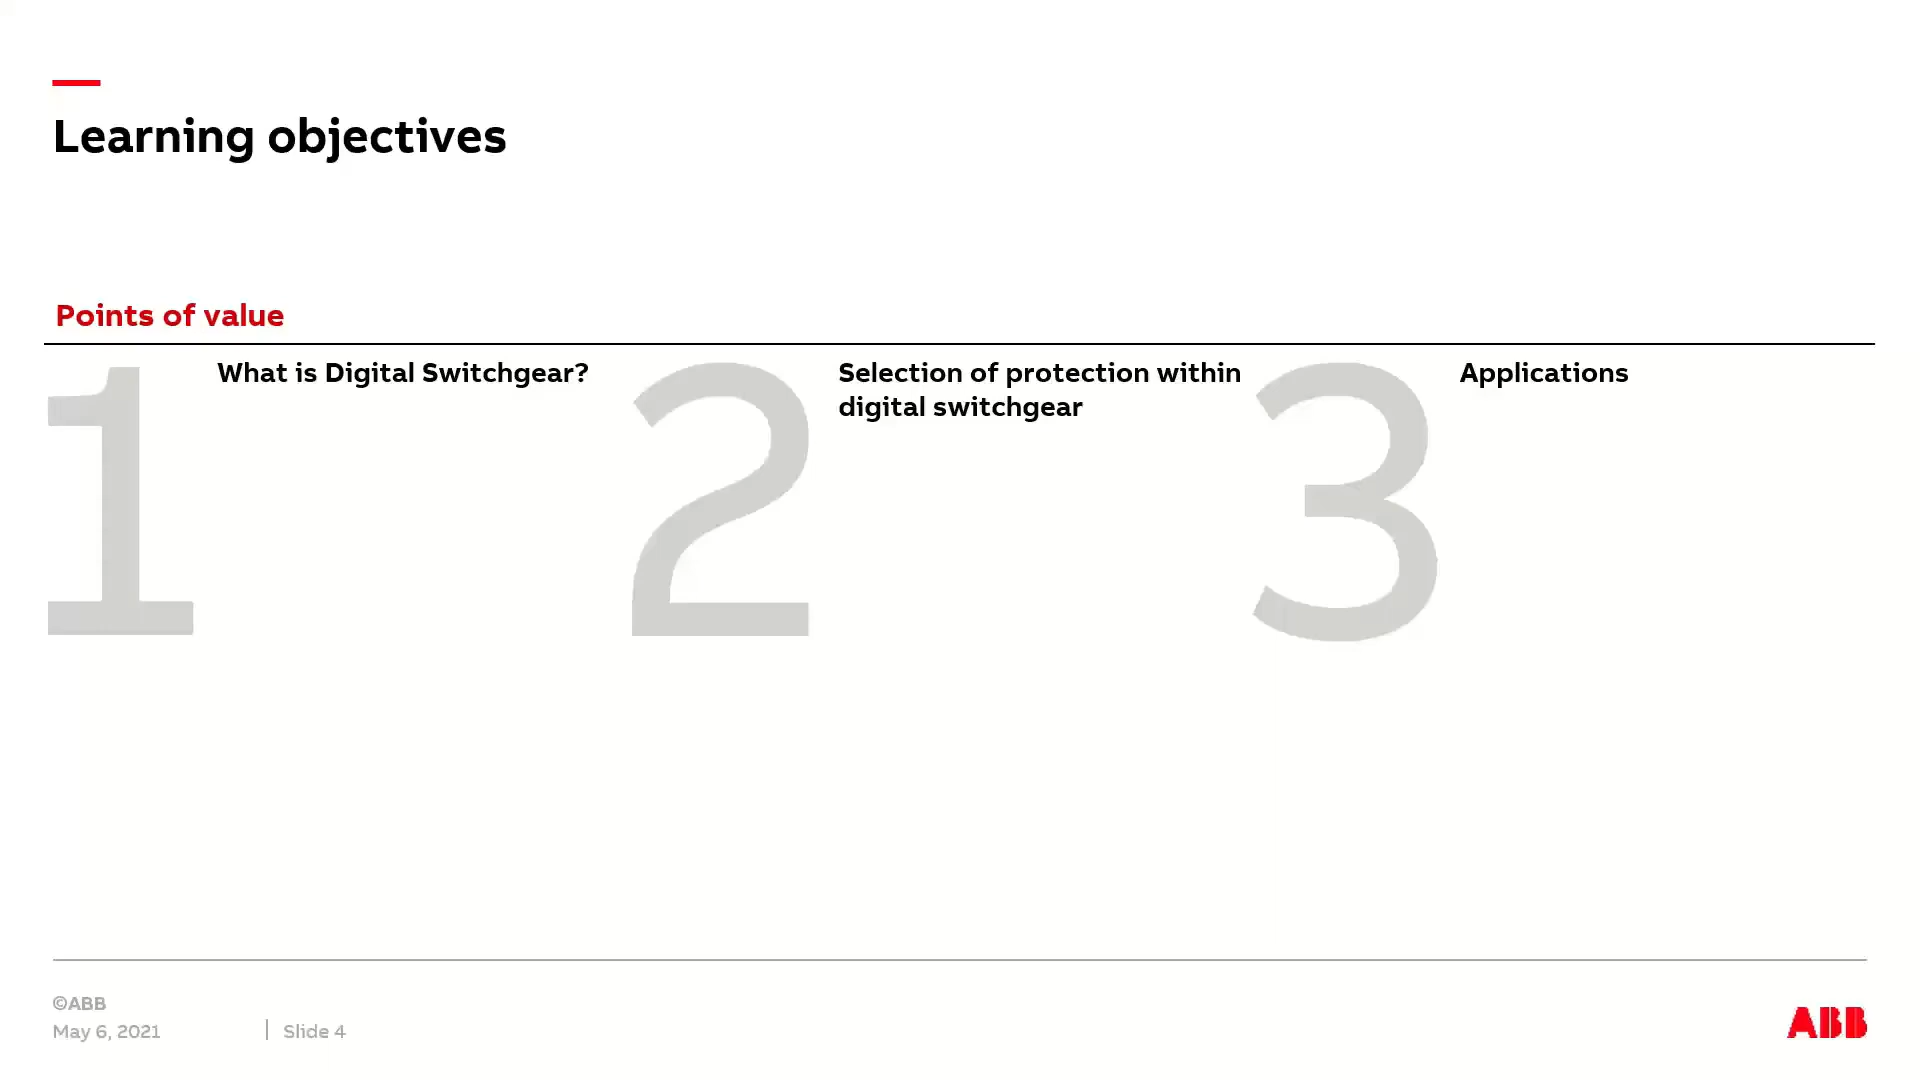 Learning objectives
Points of value
1
What is Digital Switchgear?
2
Selection of protection within
digital switchgear
3
Applications
©ABB
May 6, 2021
Slide 4
ABB